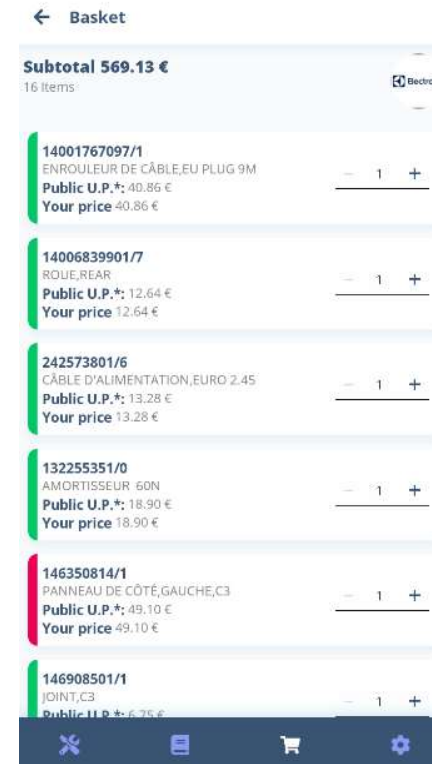 Basket
Subtotal 569.13 €
16 Items
Electro
14001767097/1
ENROULEUR DE CÂBLE,EU PLUG 9M
Public U.P.*: 40.86 €
Your price 40.86 €
1
14006839901/7
ROUE,REAR
Public U.P.*: 12.64 €
Your price 12.64 €
1
242573801/6
CÂBLE D'ALIMENTATION,EURO 2.45
Public U.P.*: 13.28 €
Your price 13.28 €
1
132255351/0
AMORTISSEUR 60N
Public U.P.*: 18.90 €
Your price 18.90 €
1
146350814/1
PANNEAU DE CÔTÉ,GAUCHE,C3
Public U.P.*: 49.10 €
Your price 49.10 €
1
146908501/1
JOINT,C3
Public U.P.*: 6.75 €
1